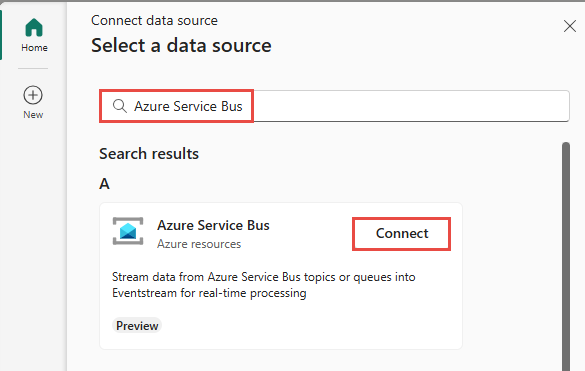 Home
New
Connect data source
Select a data source
Azure Service Bus
Search results
A
Azure Service Bus
Azure resources
Connect
Stream data from Azure Service Bus topics or queues into
Eventstream for real-time processing
Preview